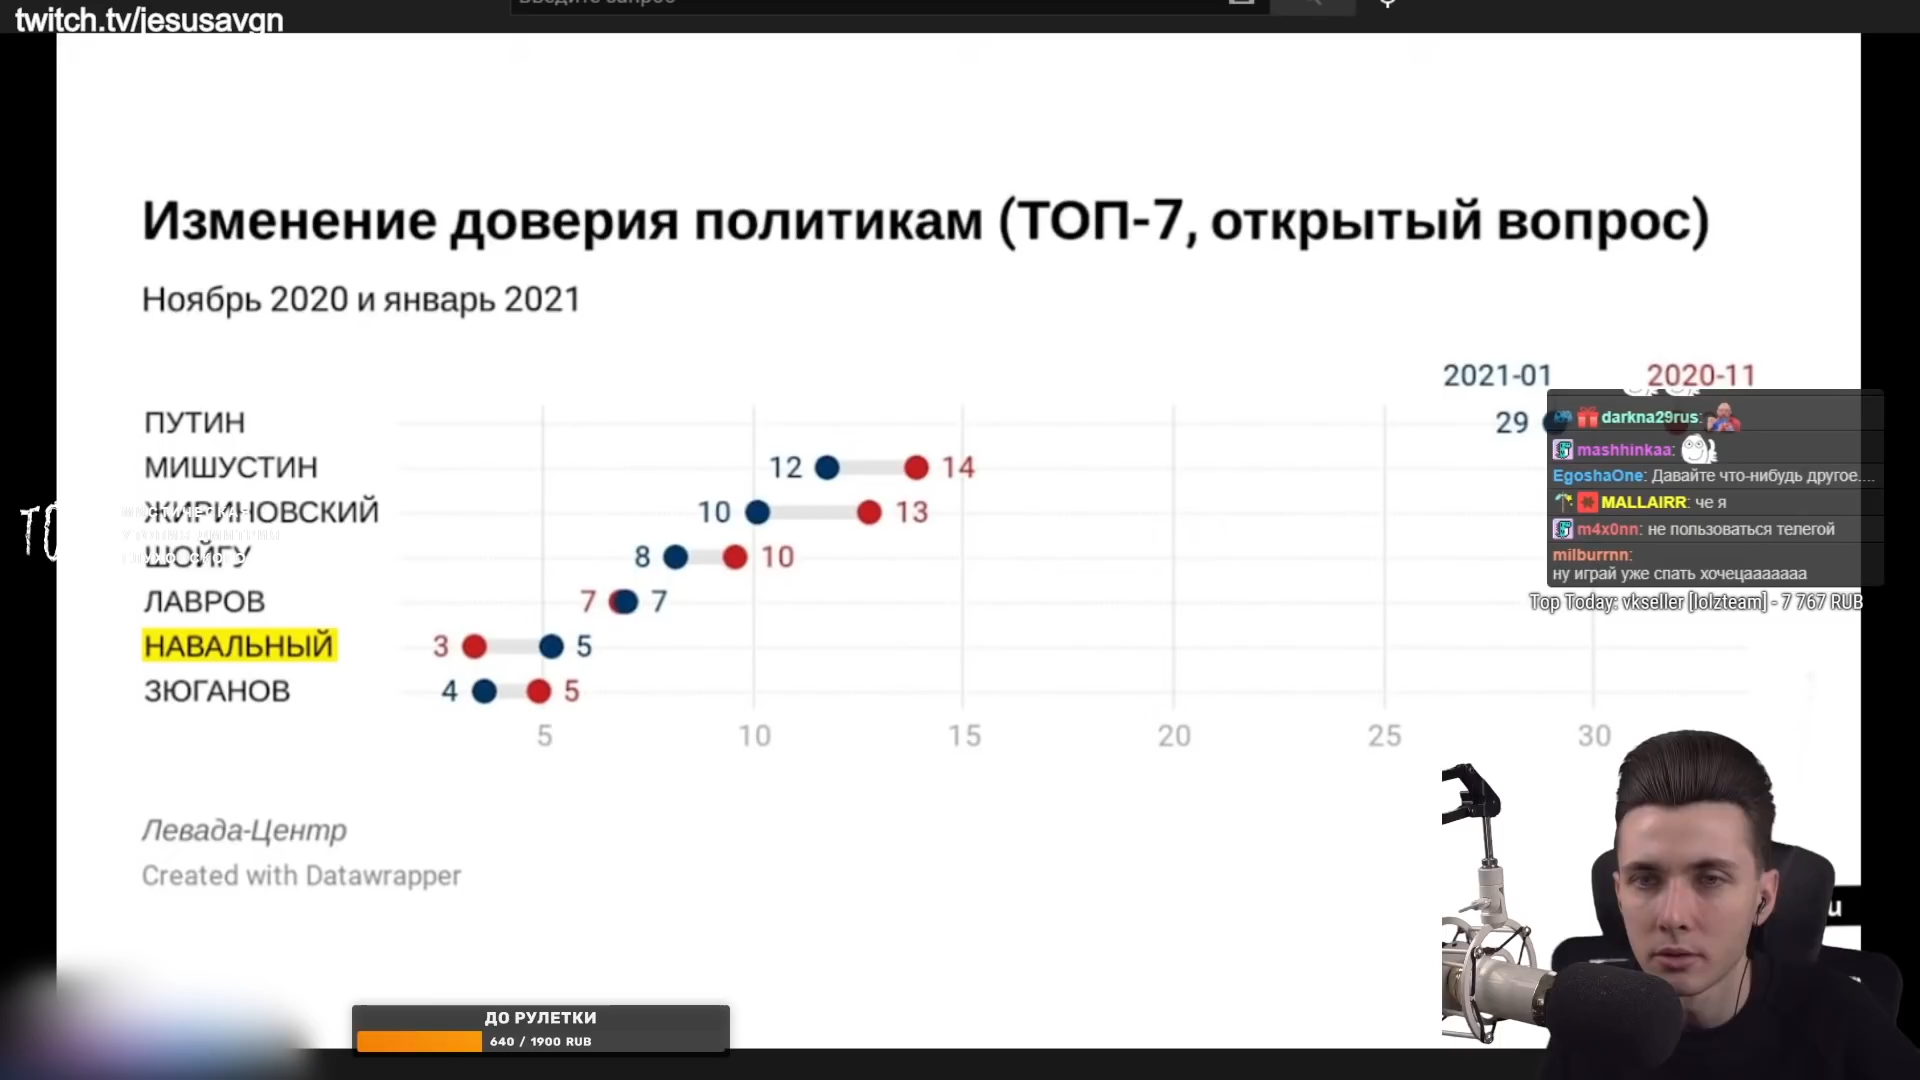 twitch.tv/jesusavgn
Введите запрос
Изменение доверия политикам (ТОП-7, открытый вопрос)
Ноябрь 2020 и январь 2021
2021-01 2020-11
ПУТИН 29
МИШУСТИН 12 14
ЖИРИНОВСКИЙ 10 13
ШОЙГУ 8 10
ЛАВРОВ 7 7
НАВАЛЬНЫЙ 3 5
ЗЮГАНОВ 4 5
5 10 15 20 25 30
Левада-Центр
Created with Datawrapper
darkna29rus:
mashhinkaa:
EgoshaOne: Давайте что-нибудь другое....
MALLAIRR: че я
m4x0nn: не пользоваться телегой
milburrnn:
ну играй уже спать хочецааааааа
Top Today: vkseller [lolzteam] - 7 767 RUB
ДО РУЛЕТКИ
640 / 1900 RUB